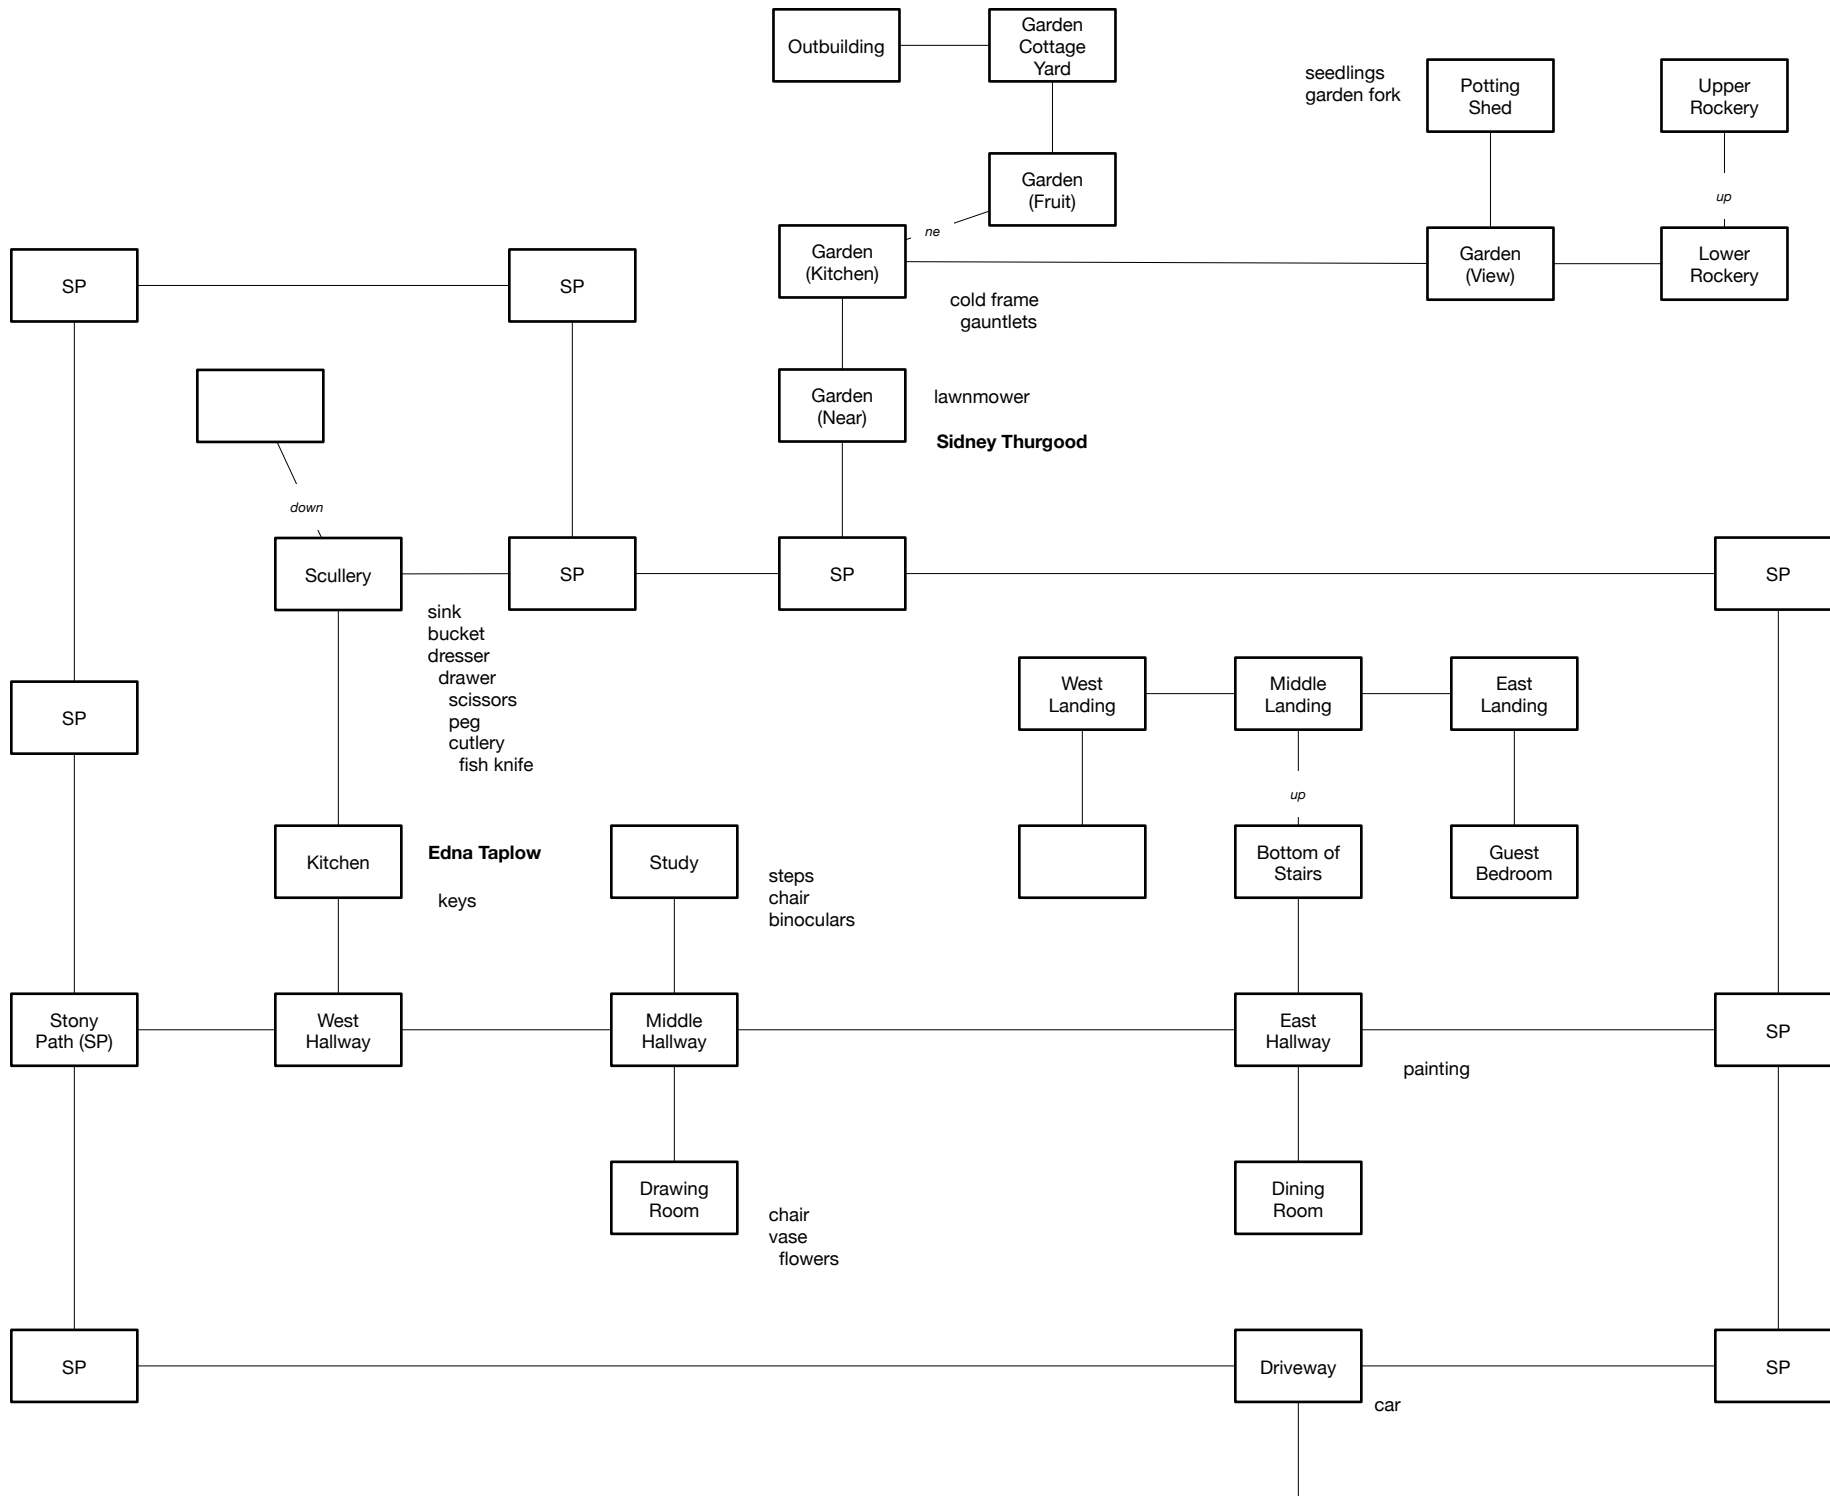 Outbuilding
Garden
Cottage
Yard
seedlings
garden fork
Potting
Shed
Upper
Rockery
Garden
(Fruit)
up
ne
Garden
(Kitchen)
Garden
(View)
Lower
Rockery
SP
SP
cold frame
gauntlets
Garden
(Near)
lawnmower
Sidney Thurgood
down
Scullery
SP
SP
SP
sink
bucket
dresser
drawer
scissors
peg
cutlery
fish knife
SP
West
Landing
Middle
Landing
East
Landing
up
Kitchen
Edna Taplow
keys
Study
steps
chair
binoculars
Bottom of
Stairs
Guest
Bedroom
Stony
Path (SP)
West
Hallway
Middle
Hallway
East
Hallway
SP
painting
Drawing
Room
chair
vase
flowers
Dining
Room
SP
Driveway
SP
car